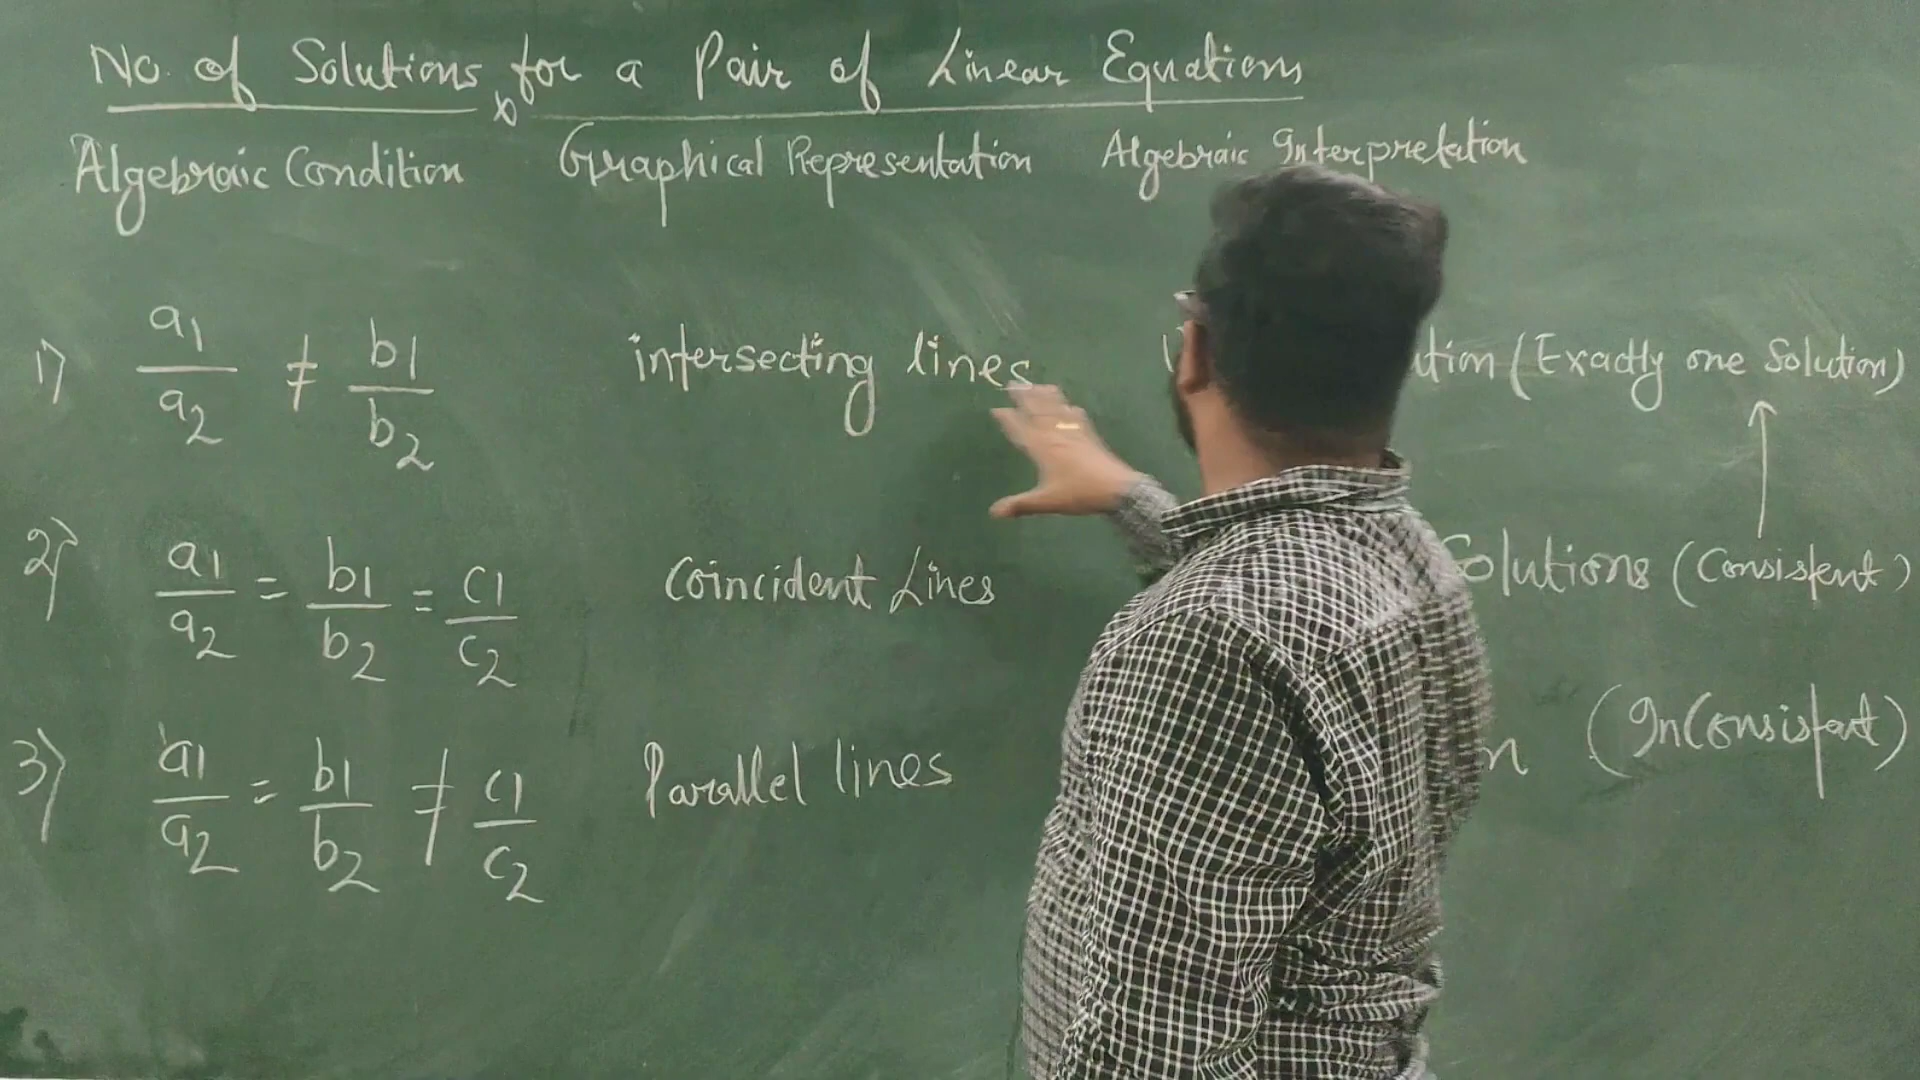 No. of Solutions for a Pair of Linear Equations
Algebraic Condition Graphical Representation Algebraic Interpretation
1) a1/a2 ≠ b1/b2 intersecting lines (Exactly one Solution)
2) a1/a2 = b1/b2 = c1/c2 Coincident Lines Solutions (Consistent)
3) a1/a2 = b1/b2 ≠ c1/c2 Parallel lines (InConsistent)